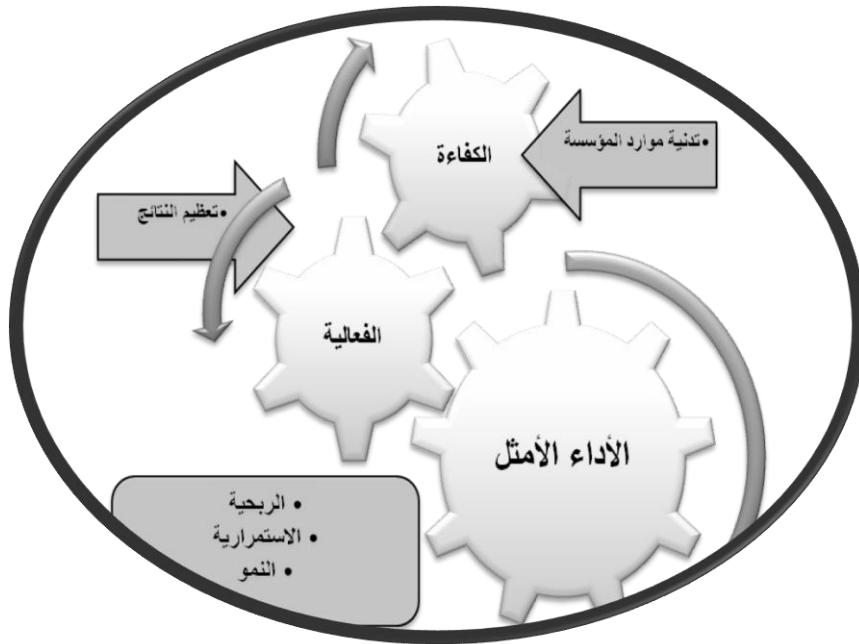 • تدنية موارد المؤسسة
الكفاءة
• تعظيم النتائج
الفعالية
الأداء الأمثل
• الربحية
• الاستمرارية
• النمو